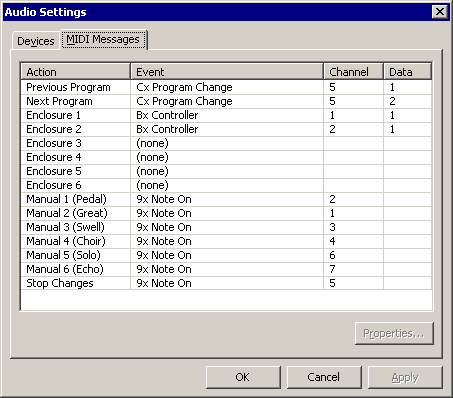 Audio Settings
Devices MIDI Messages
Action Event Channel Data
Previous Program Cx Program Change 5 1
Next Program Cx Program Change 5 2
Enclosure 1 Bx Controller 1 1
Enclosure 2 Bx Controller 2 1
Enclosure 3 (none)
Enclosure 4 (none)
Enclosure 5 (none)
Enclosure 6 (none)
Manual 1 (Pedal) 9x Note On 2
Manual 2 (Great) 9x Note On 1
Manual 3 (Swell) 9x Note On 3
Manual 4 (Choir) 9x Note On 4
Manual 5 (Solo) 9x Note On 6
Manual 6 (Echo) 9x Note On 7
Stop Changes 9x Note On 5
Properties...
OK Cancel Apply